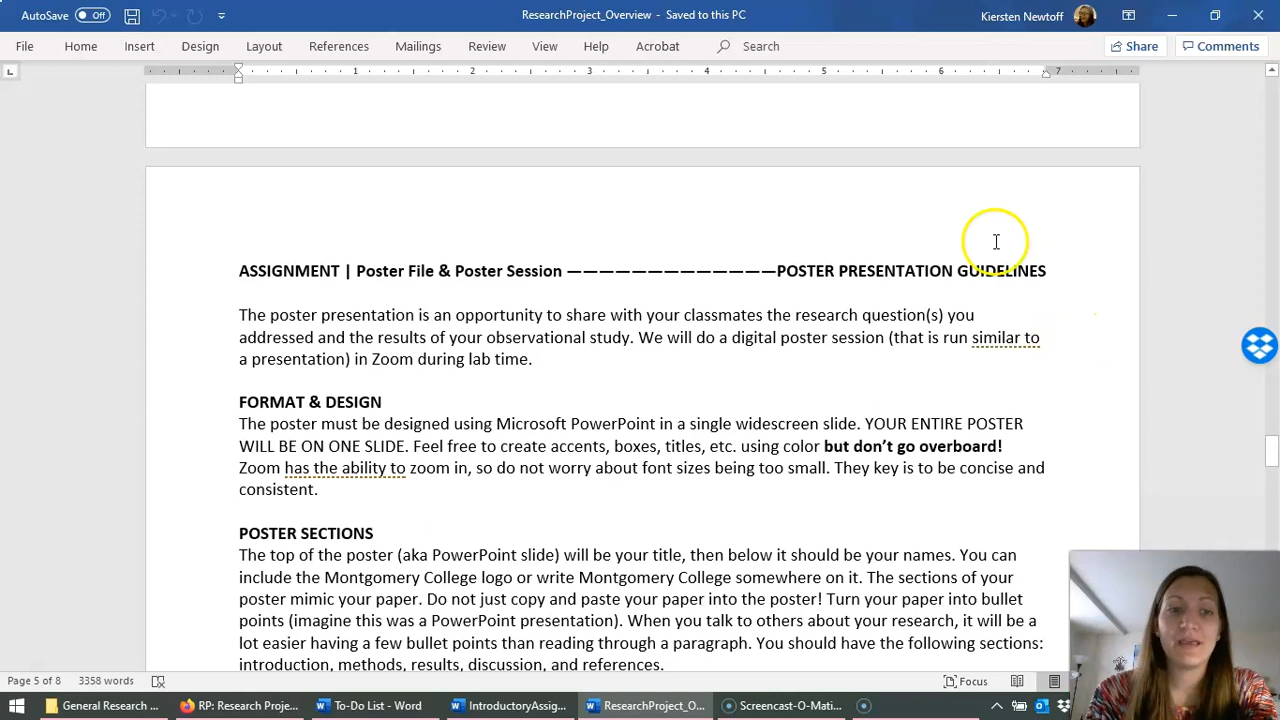 AutoSave Off
ResearchProject_Overview - Saved to this PC
Kiersten Newtoff
File Home Insert Design Layout References Mailings Review View Help Acrobat Search Share Comments
1 2 3 4 5 6 7
ASSIGNMENT | Poster File & Poster Session —————————————POSTER PRESENTATION GUIDELINES
The poster presentation is an opportunity to share with your classmates the research question(s) you
addressed and the results of your observational study. We will do a digital poster session (that is run similar to
a presentation) in Zoom during lab time.
FORMAT & DESIGN
The poster must be designed using Microsoft PowerPoint in a single widescreen slide. YOUR ENTIRE POSTER
WILL BE ON ONE SLIDE. Feel free to create accents, boxes, titles, etc. using color but don't go overboard!
Zoom has the ability to zoom in, so do not worry about font sizes being too small. They key is to be concise and
consistent.
POSTER SECTIONS
The top of the poster (aka PowerPoint slide) will be your title, then below it should be your names. You can
include the Montgomery College logo or write Montgomery College somewhere on it. The sections of your
poster mimic your paper. Do not just copy and paste your paper into the poster! Turn your paper into bullet
points (imagine this was a PowerPoint presentation). When you talk to others about your research, it will be a
lot easier having a few bullet points than reading through a paragraph. You should have the following sections:
introduction, methods, results, discussion, and references.
Page 5 of 8 3358 words Focus
General Research ... RP: Research Proje... To-Do List - Word IntroductoryAssig... ResearchProject_O... Screencast-O-Mati...